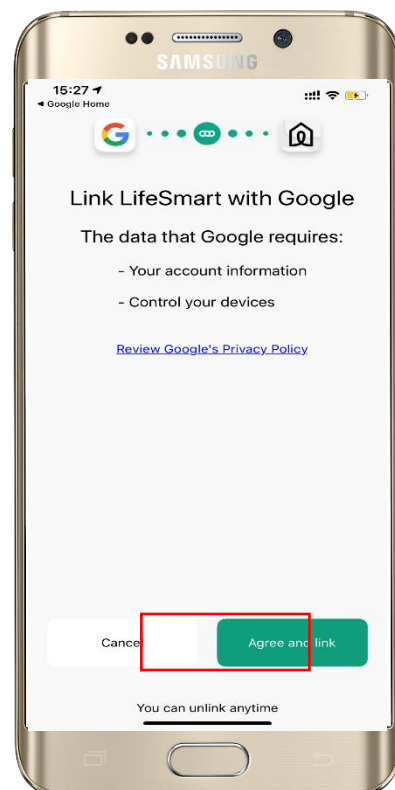 SAMSUNG
15:27
◀ Google Home
G
Link LifeSmart with Google
The data that Google requires:
- Your account information
- Control your devices
Review Google's Privacy Policy
Cancel Agree and link
You can unlink anytime